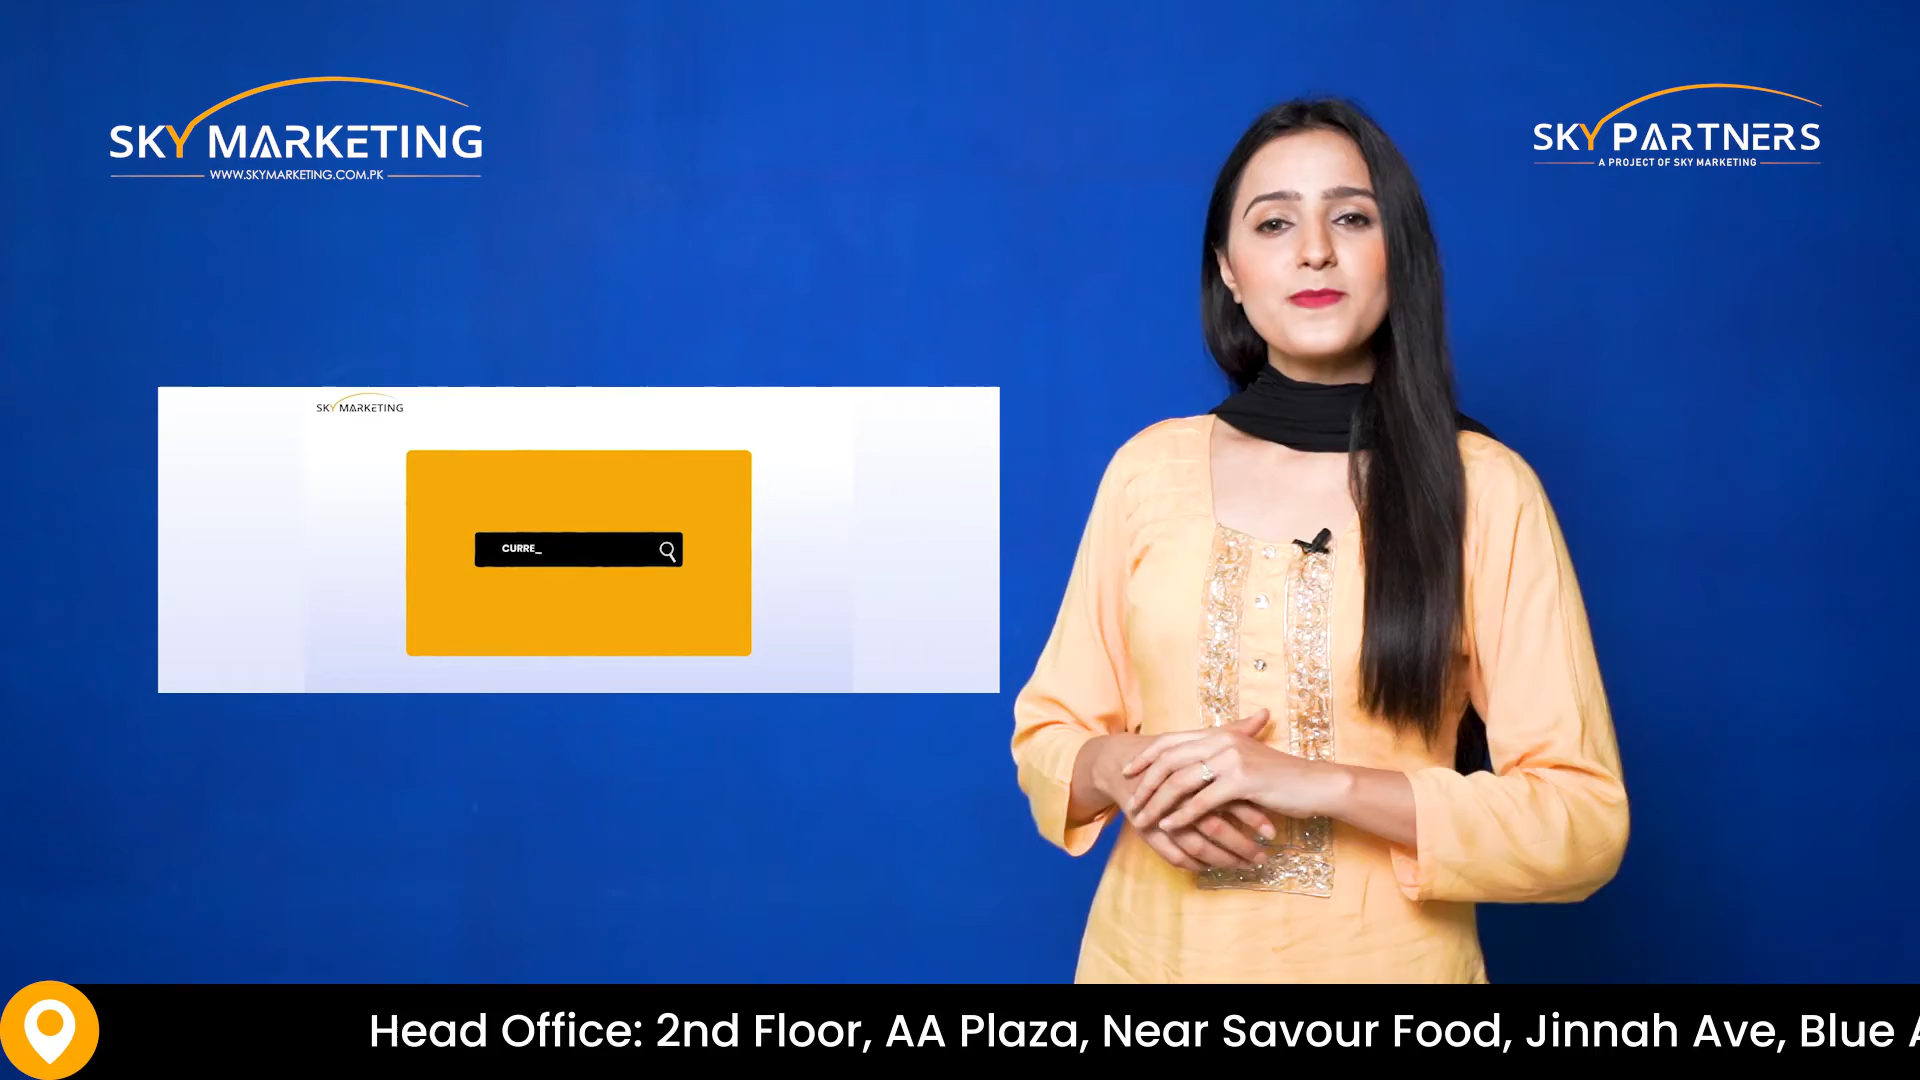 SKY MARKETING
WWW.SKYMARKETING.COM.PK
SKY PARTNERS
A PROJECT OF SKY MARKETING
SKY MARKETING
CURRE_
Head Office: 2nd Floor, AA Plaza, Near Savour Food, Jinnah Ave, Blue A